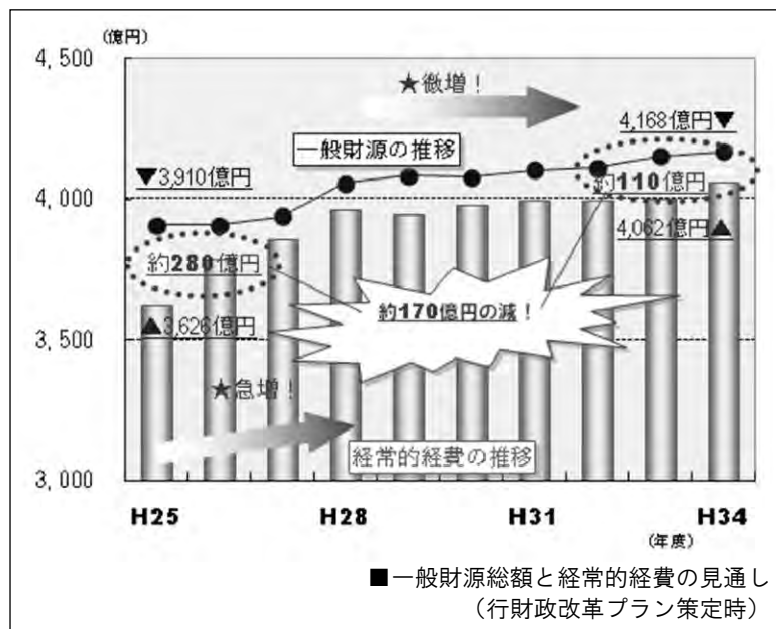 (億円)
4,500
★微増！
4,168億円▼
一般財源の推移
▼3,910億円
約110億円
4,000
4,062億円▲
約280億円
約170億円の減！
▲3,626億円
3,500
★急増！
経常的経費の推移
3,000
H25 H28 H31 H34
(年度)
■一般財源総額と経常的経費の見通し
（行財政改革プラン策定時）